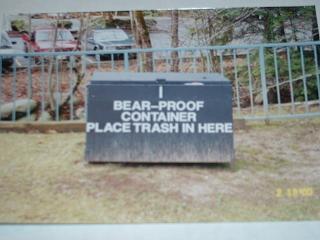 I
BEAR-PROOF
CONTAINER
PLACE TRASH IN HERE